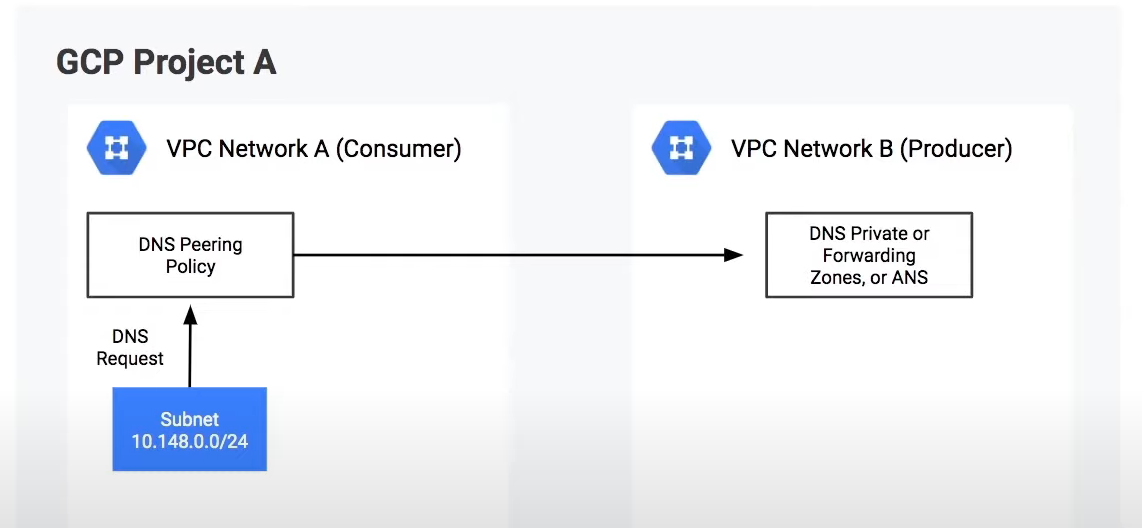 GCP Project A
VPC Network A (Consumer)
VPC Network B (Producer)
DNS Peering
Policy
DNS Private or
Forwarding
Zones, or ANS
DNS
Request
Subnet
10.148.0.0/24